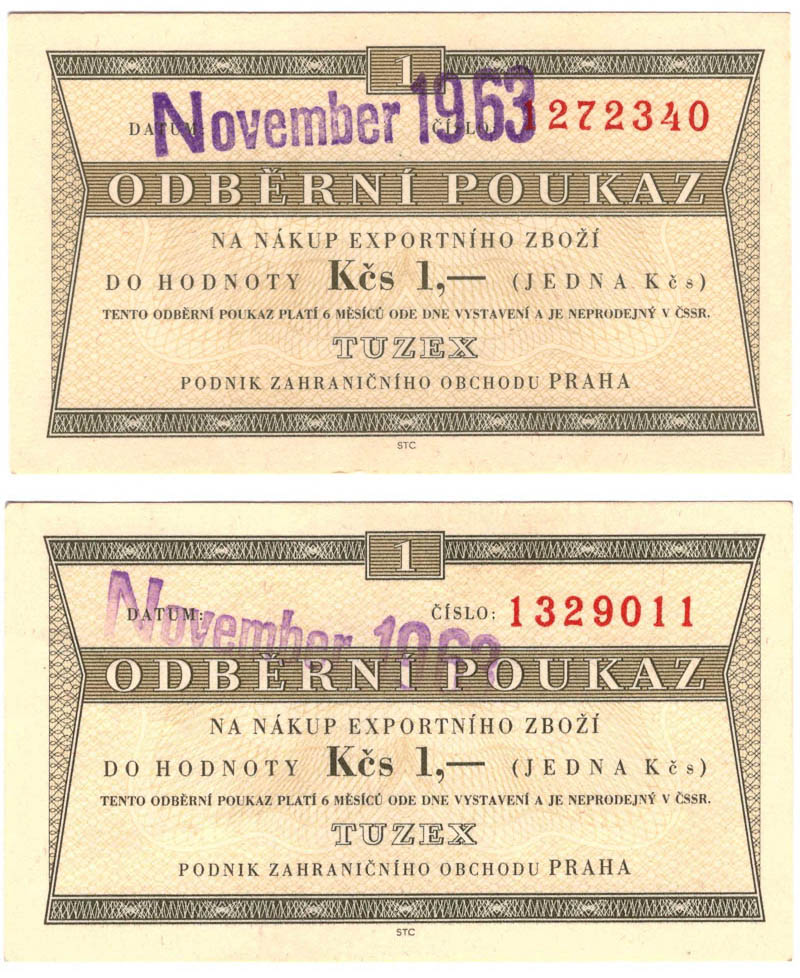 1
DATUM: November 1963 ČÍSLO: 1272340
ODBĚRNÍ POUKAZ
NA NÁKUP EXPORTNÍHO ZBOŽÍ
DO HODNOTY Kčs 1,— (JEDNA Kčs)
TENTO ODBĚRNÍ POUKAZ PLATÍ 6 MĚSÍCŮ ODE DNE VYSTAVENÍ A JE NEPRODEJNÝ V ČSSR.
TUZEX
PODNIK ZAHRANIČNÍHO OBCHODU PRAHA
STC
1
DATUM: November 1963 ČÍSLO: 1329011
ODBĚRNÍ POUKAZ
NA NÁKUP EXPORTNÍHO ZBOŽÍ
DO HODNOTY Kčs 1,— (JEDNA Kčs)
TENTO ODBĚRNÍ POUKAZ PLATÍ 6 MĚSÍCŮ ODE DNE VYSTAVENÍ A JE NEPRODEJNÝ V ČSSR.
TUZEX
PODNIK ZAHRANIČNÍHO OBCHODU PRAHA
STC